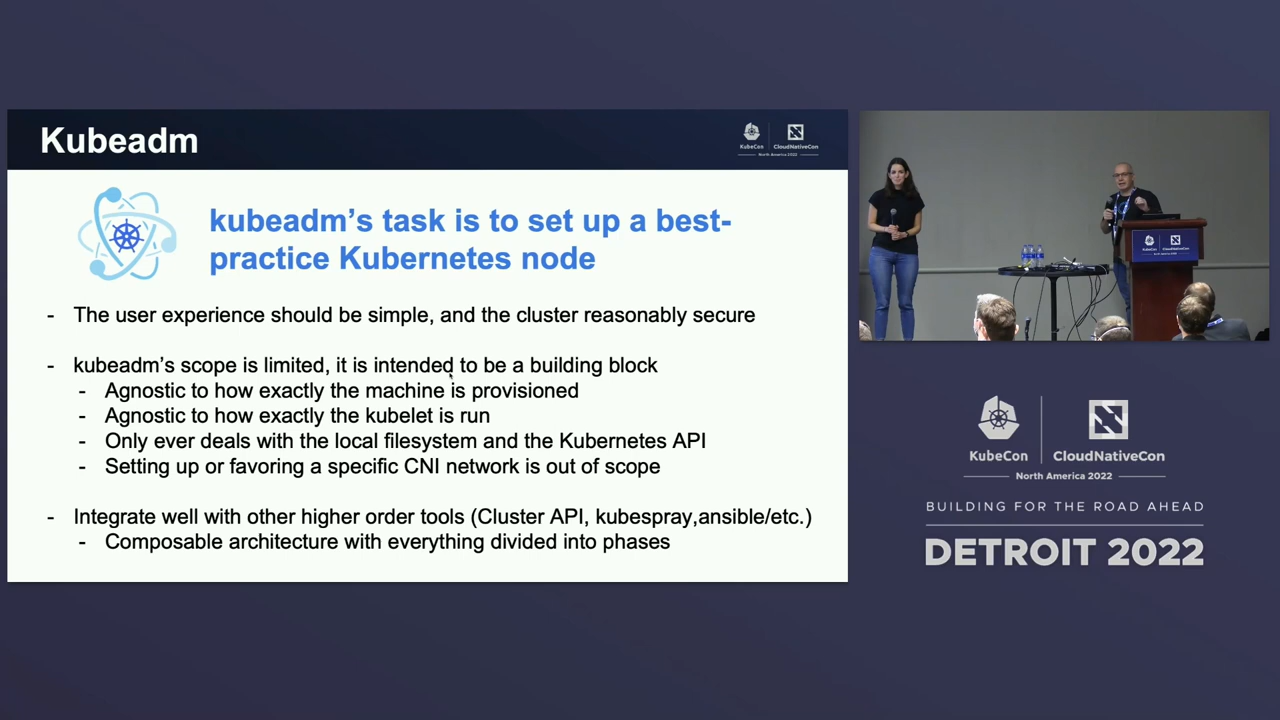 Kubeadm
KubeCon
CloudNativeCon
North America 2022
kubeadm's task is to set up a best-
practice Kubernetes node
- The user experience should be simple, and the cluster reasonably secure
- kubeadm's scope is limited, it is intended to be a building block
- Agnostic to how exactly the machine is provisioned
- Agnostic to how exactly the kubelet is run
- Only ever deals with the local filesystem and the Kubernetes API
- Setting up or favoring a specific CNI network is out of scope
- Integrate well with other higher order tools (Cluster API, kubespray,ansible/etc.)
- Composable architecture with everything divided into phases
KubeCon
CloudNativeCon
North America 2022
BUILDING FOR THE ROAD AHEAD
DETROIT 2022